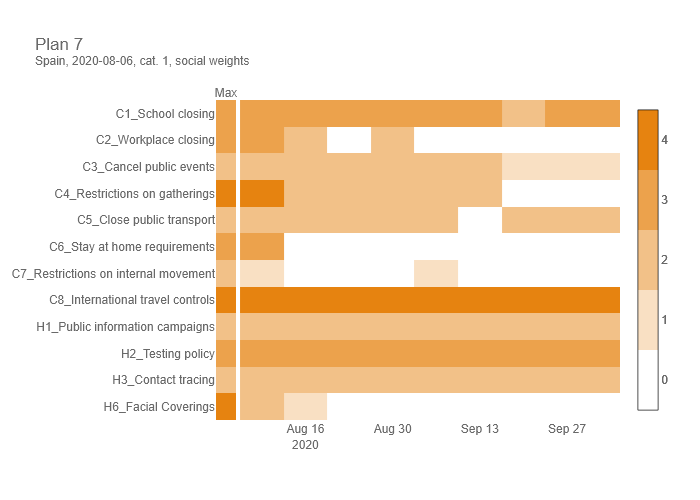 Plan 7
Spain, 2020-08-06, cat. 1, social weights
Max
C1_School closing
C2_Workplace closing
C3_Cancel public events
C4_Restrictions on gatherings
C5_Close public transport
C6_Stay at home requirements
C7_Restrictions on internal movement
C8_International travel controls
H1_Public information campaigns
H2_Testing policy
H3_Contact tracing
H6_Facial Coverings
Aug 16 Aug 30 Sep 13 Sep 27
2020
4
3
2
1
0